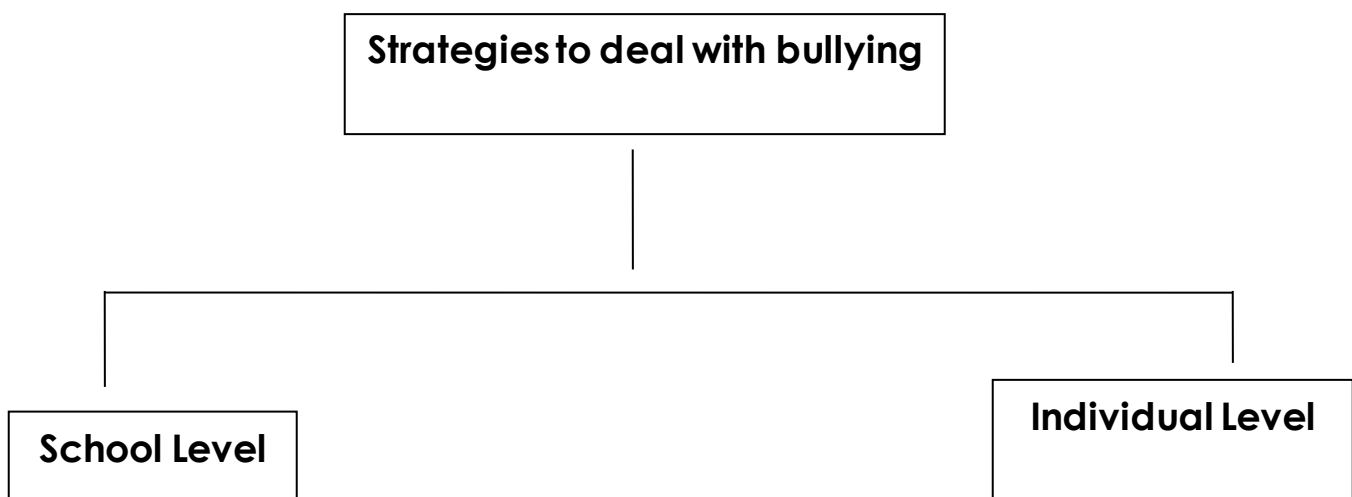 Strategies to deal with bullying
School Level
Individual Level